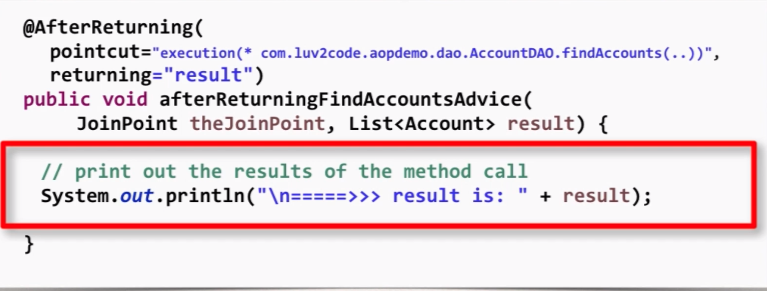 @AfterReturning(
pointcut="execution(* com.luv2code.aopdemo.dao.AccountDAO.findAccounts(..))",
returning="result")
public void afterReturningFindAccountsAdvice(
JoinPoint theJoinPoint, List<Account> result) {
// print out the results of the method call
System.out.println("\n=====>>> result is: " + result);
}